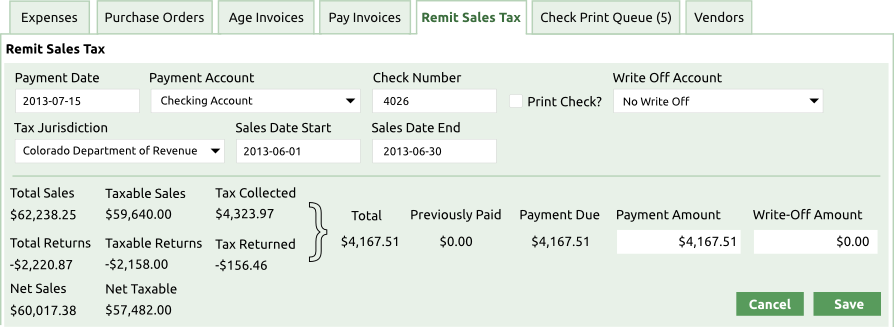 Expenses Purchase Orders Age Invoices Pay Invoices Remit Sales Tax Check Print Queue (5) Vendors
Remit Sales Tax
Payment Date Payment Account Check Number Write Off Account
2013-07-15 Checking Account 4026 Print Check? No Write Off
Tax Jurisdiction Sales Date Start Sales Date End
Colorado Department of Revenue 2013-06-01 2013-06-30
Total Sales Taxable Sales Tax Collected
$62,238.25 $59,640.00 $4,323.97
Total Previously Paid Payment Due Payment Amount Write-Off Amount
$4,167.51 $0.00 $4,167.51 $4,167.51 $0.00
Total Returns Taxable Returns Tax Returned
-$2,220.87 -$2,158.00 -$156.46
Net Sales Net Taxable
$60,017.38 $57,482.00
Cancel Save